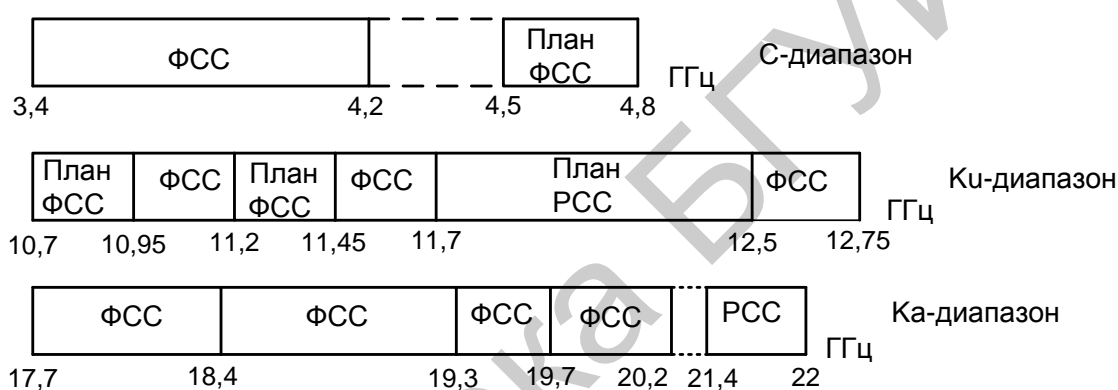 ФСС
План
ФСС
С-диапазон
ГГц
3,4 4,2 4,5 4,8
План
ФСС
ФСС
План
ФСС
ФСС
План
РСС
ФСС
Ku-диапазон
ГГц
10,7 10,95 11,2 11,45 11,7 12,5 12,75
ФСС ФСС ФСС ФСС РСС Ka-диапазон
ГГц
17,7 18,4 19,3 19,7 20,2 21,4 22